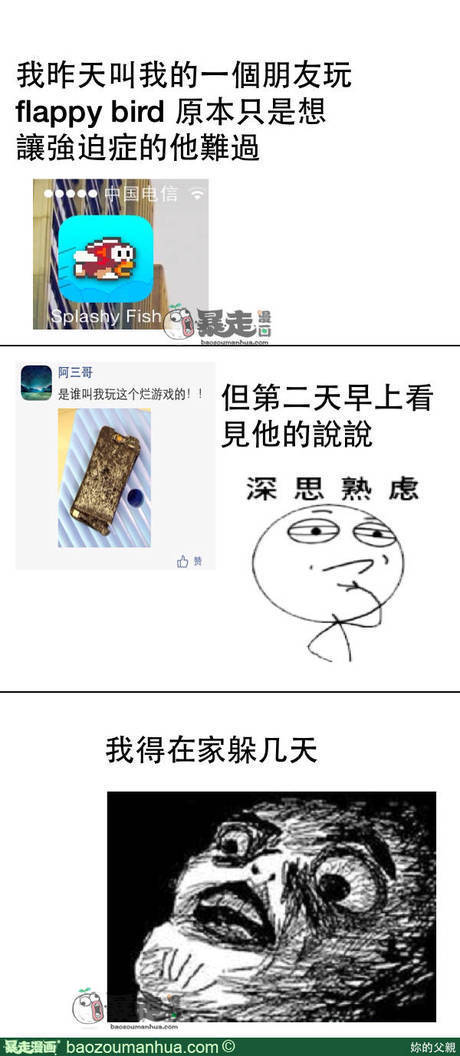 我昨天叫我的一個朋友玩
flappy bird 原本只是想
讓強迫症的他難過
中国电信
Splashy Fish
暴走漫画
baozoumanhua.com
阿三哥
是谁叫我玩这个烂游戏的！！
赞
但第二天早上看
見他的說說
深思熟虑
我得在家躲几天
暴走漫画
baozoumanhua.com
暴走漫画 baozoumanhua.com © 妳的父親